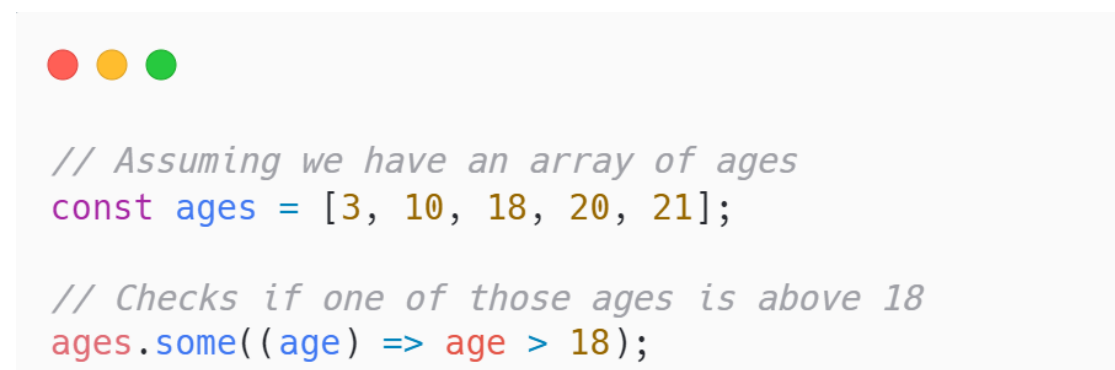 // Assuming we have an array of ages
const ages = [3, 10, 18, 20, 21];
// Checks if one of those ages is above 18
ages.some((age) => age > 18);